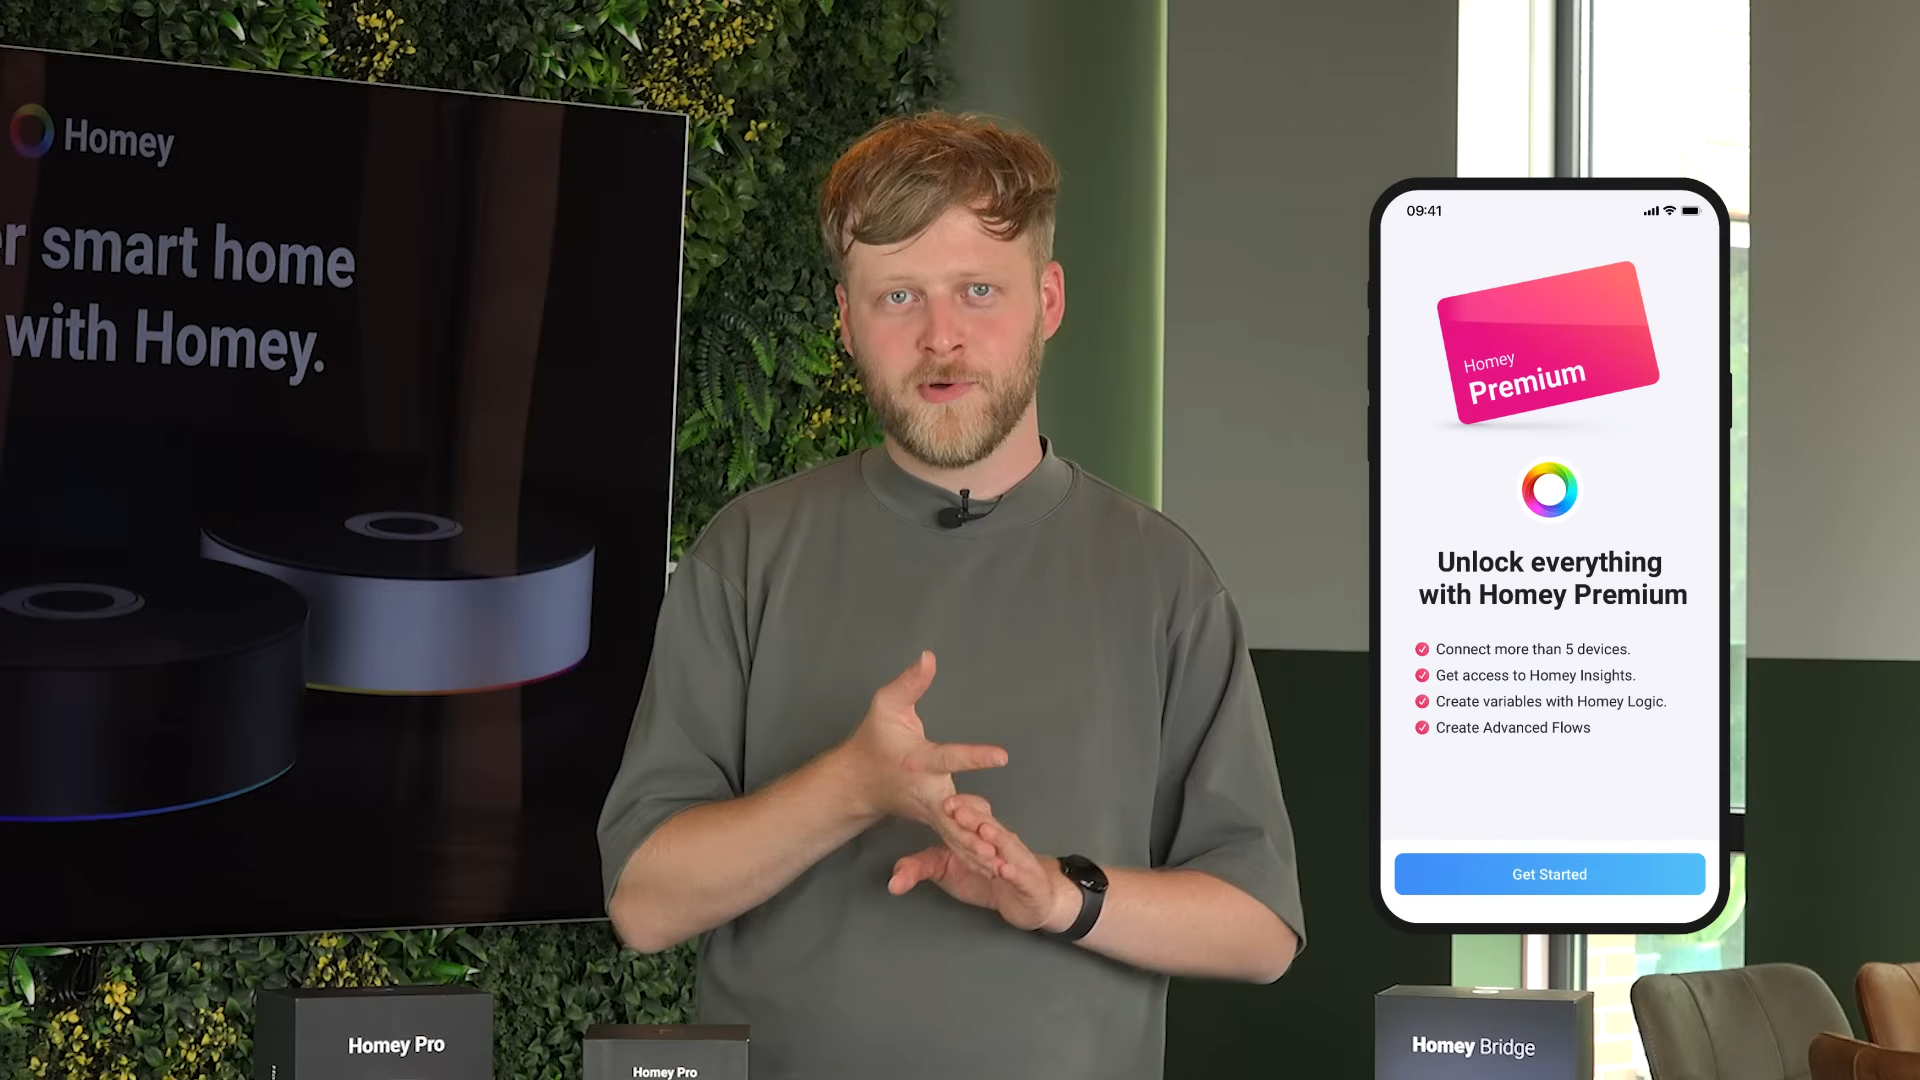 Homey
er smart home
with Homey.
09:41
Homey
Premium
Unlock everything
with Homey Premium
Connect more than 5 devices.
Get access to Homey Insights.
Create variables with Homey Logic.
Create Advanced Flows
Get Started
Homey Pro
Homey Pro
Homey Bridge